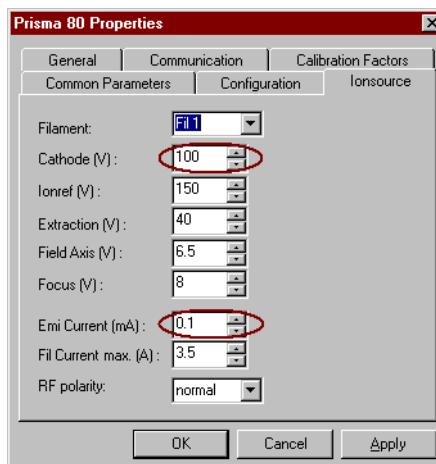 Prisma 80 Properties
General Communication Calibration Factors
Common Parameters Configuration Ionsource
Filament: Fil 1
Cathode (V) : 100
Ionref (V) : 150
Extraction (V) : 40
Field Axis (V) : 6.5
Focus (V) : 8
Emi Current (mA) : 0.1
Fil Current max. (A) : 3.5
RF polarity: normal
OK Cancel Apply